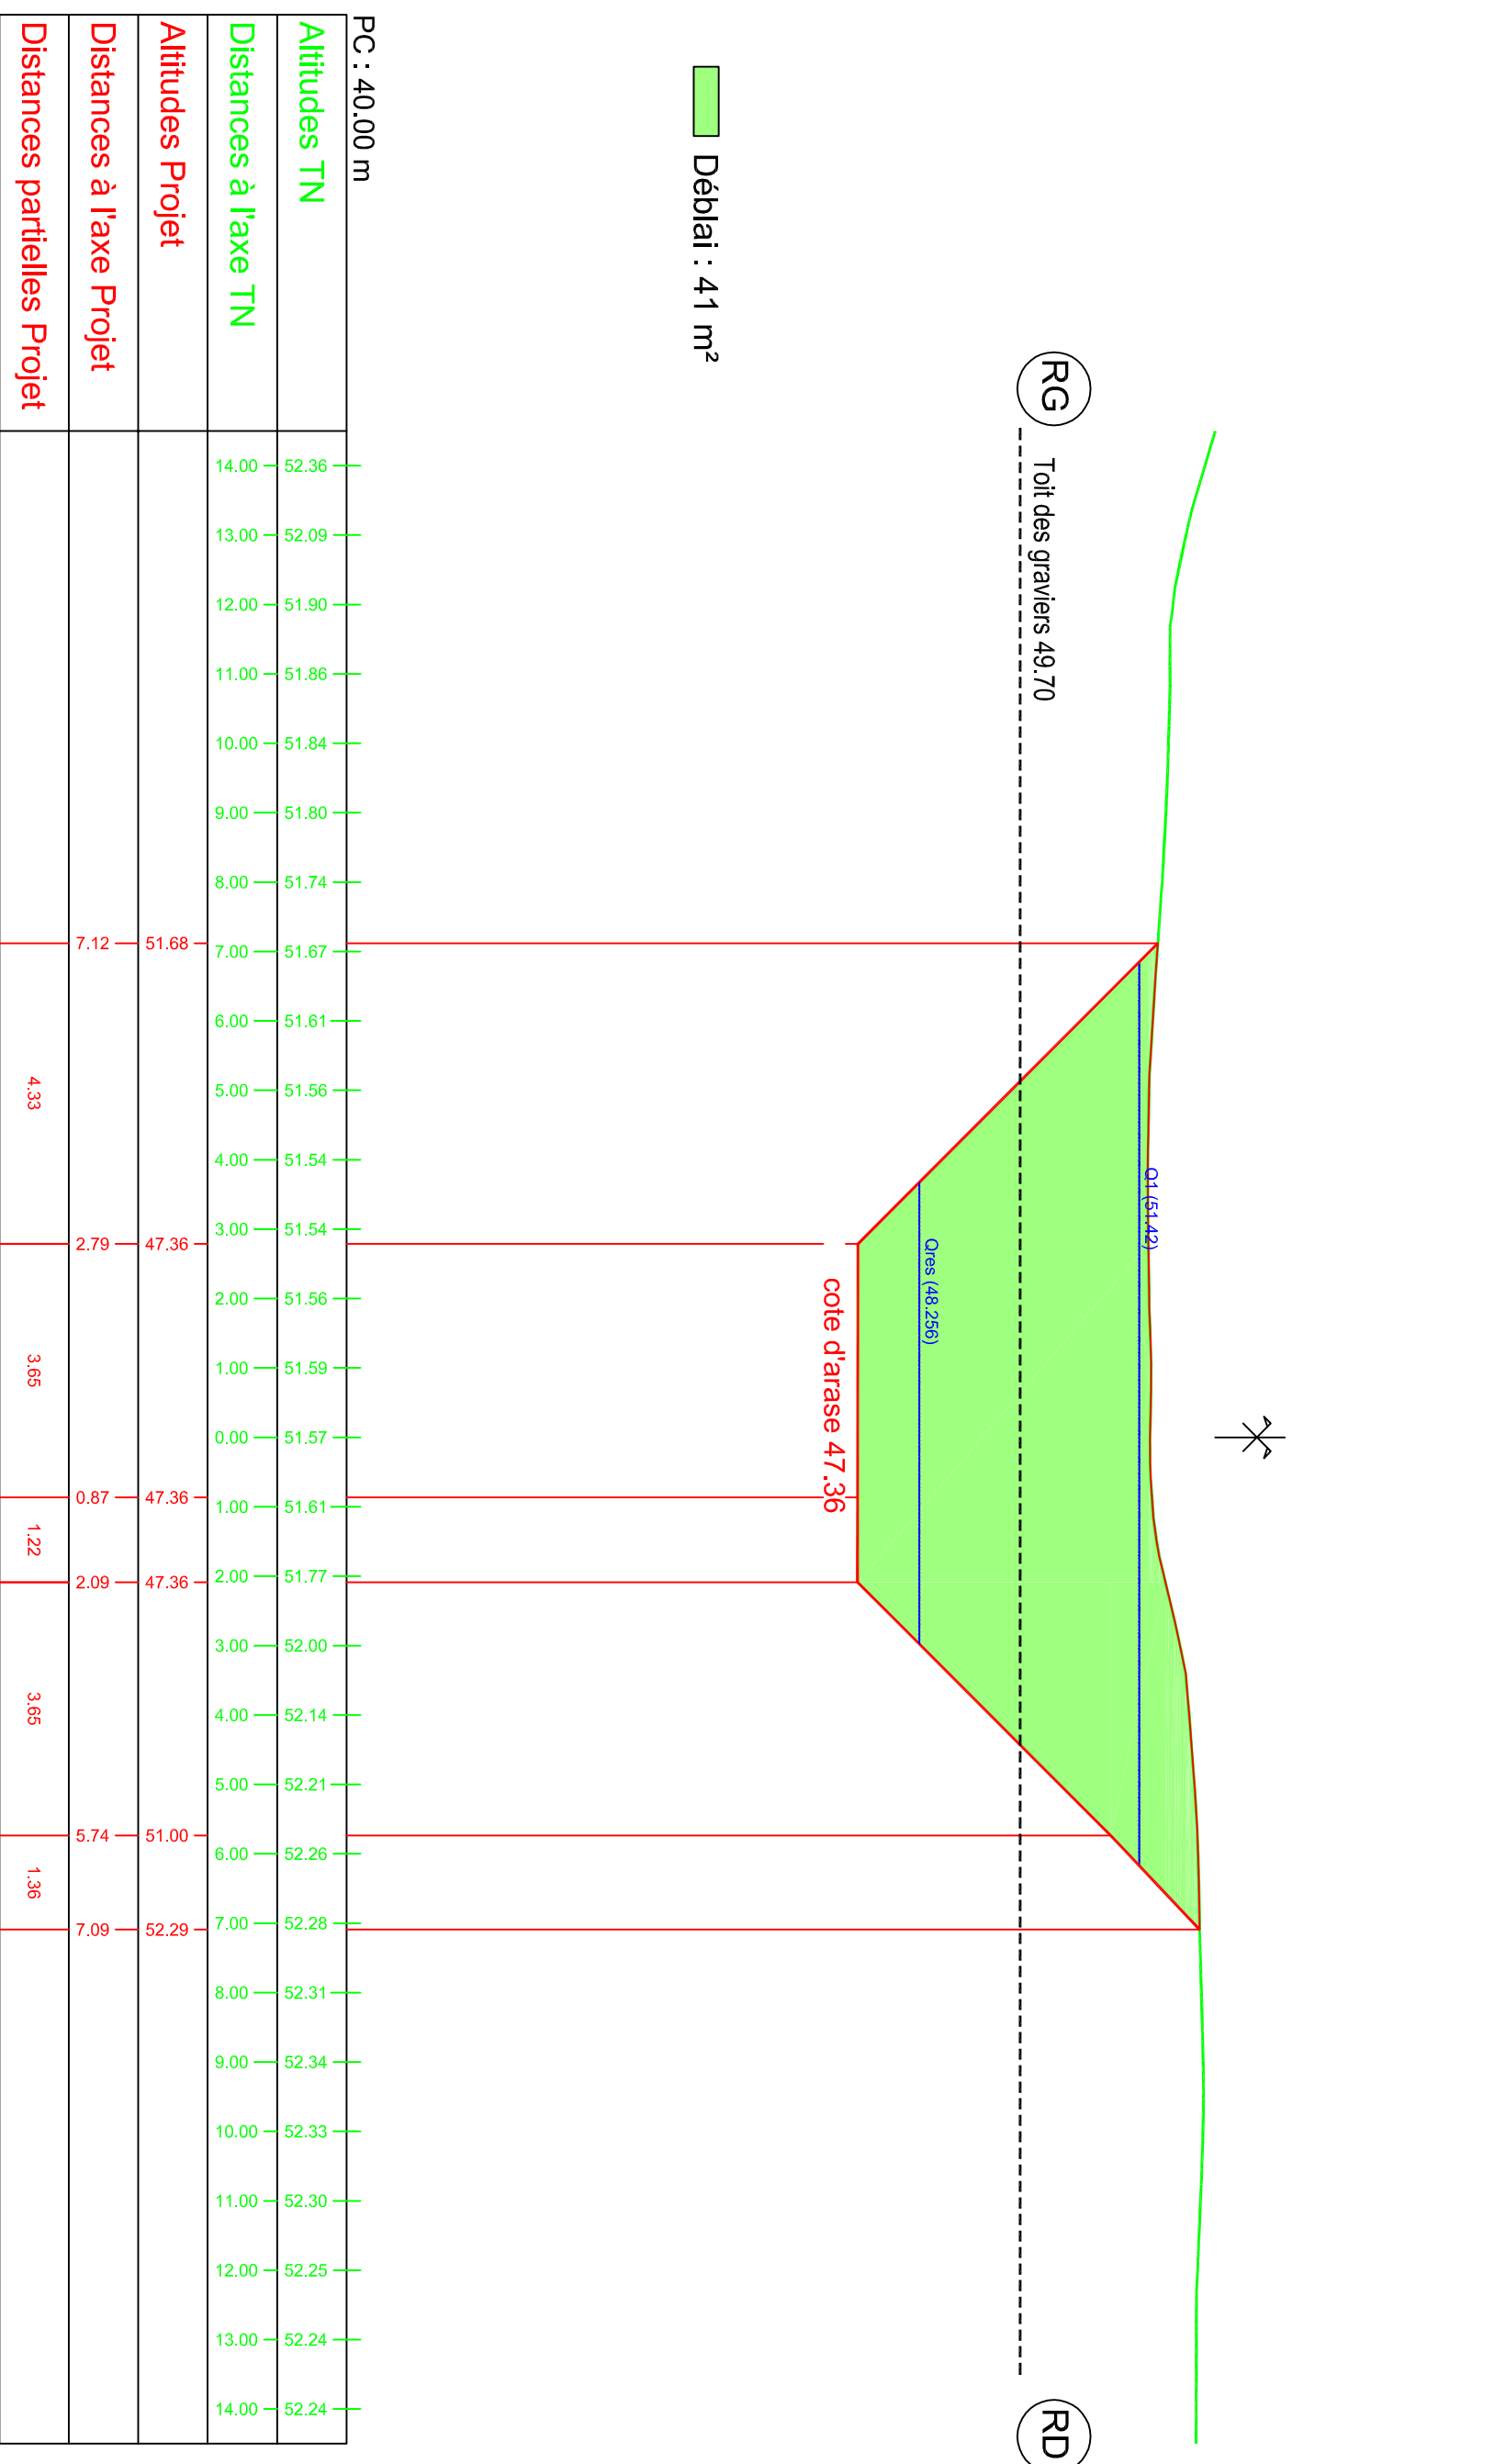 RG
RD
Toit des graviers 49.70
Q1 (51.42)
Qres (48.256)
cote d'arase 47.36
Déblai : 41 m²
PC : 40.00 m
Altitudes TN 52.36 52.09 51.90 51.86 51.84 51.80 51.74 51.67 51.61 51.56 51.54 51.54 51.56 51.59 51.57 51.61 51.77 52.00 52.14 52.21 52.26 52.28 52.31 52.34 52.33 52.30 52.25 52.24 52.24
Distances à l'axe TN 14.00 13.00 12.00 11.00 10.00 9.00 8.00 7.00 6.00 5.00 4.00 3.00 2.00 1.00 0.00 1.00 2.00 3.00 4.00 5.00 6.00 7.00 8.00 9.00 10.00 11.00 12.00 13.00 14.00
Altitudes Projet 51.68 47.36 47.36 47.36 51.00 52.29
Distances à l'axe Projet 7.12 2.79 0.87 2.09 5.74 7.09
Distances partielles Projet 4.33 3.65 1.22 3.65 1.36